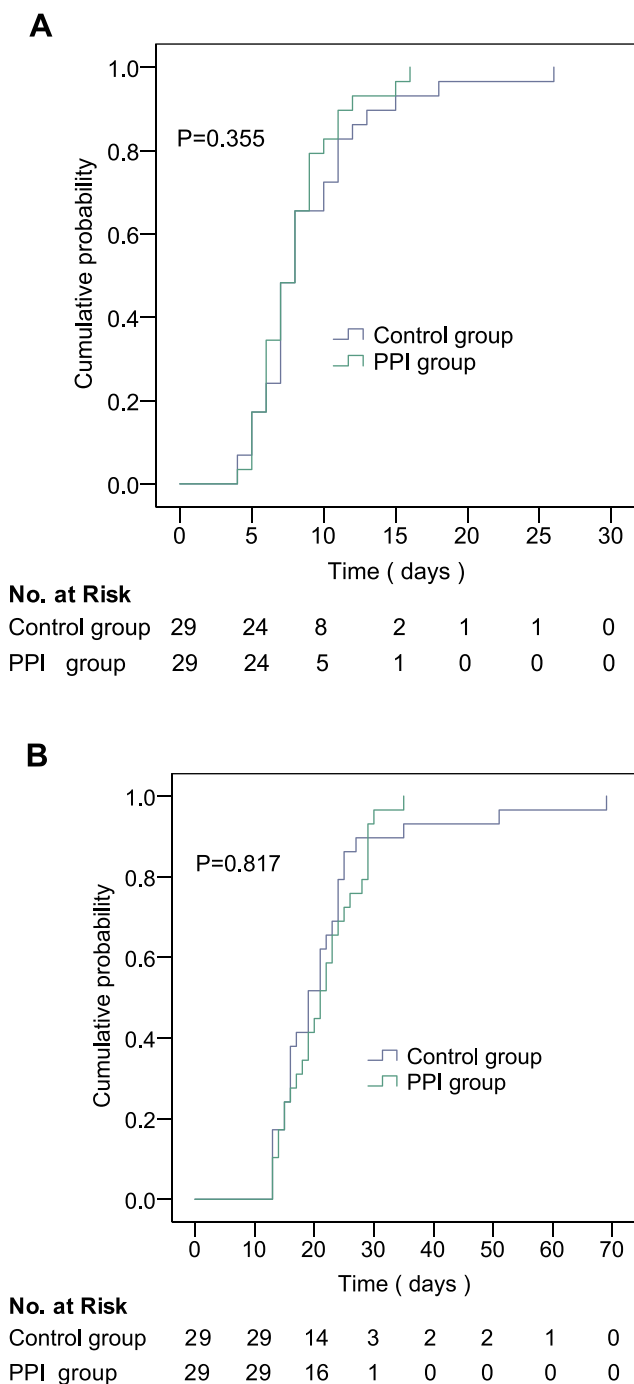 A
1.0
0.8
0.6
0.4
0.2
0.0
Cumulative probability
P=0.355
Control group
PPI group
0 5 10 15 20 25 30
Time ( days )
No. at Risk
Control group 29 24 8 2 1 1 0
PPI group 29 24 5 1 0 0 0
B
1.0
0.8
0.6
0.4
0.2
0.0
Cumulative probability
P=0.817
Control group
PPI group
0 10 20 30 40 50 60 70
Time ( days )
No. at Risk
Control group 29 29 14 3 2 2 1 0
PPI group 29 29 16 1 0 0 0 0